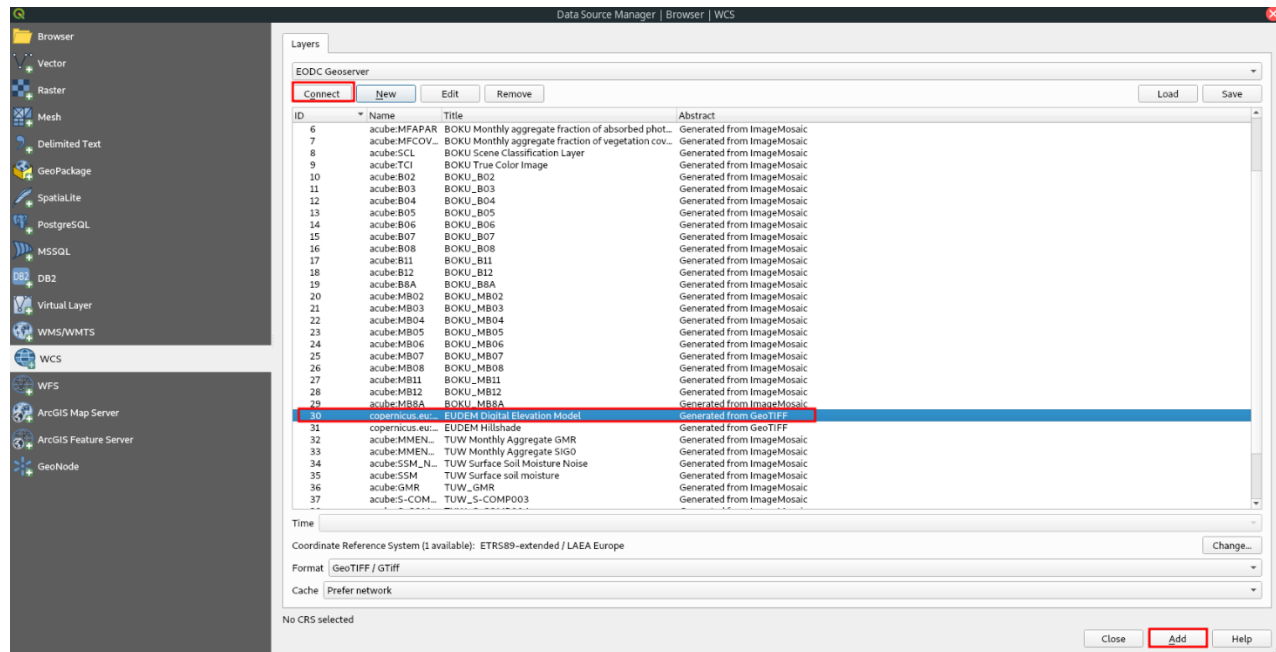 Data Source Manager | Browser | WCS
Browser
Vector
Raster
Mesh
Delimited Text
GeoPackage
SpatiaLite
PostgreSQL
MSSQL
DB2 DB2
Virtual Layer
WMS/WMTS
WCS
WFS
ArcGIS Map Server
ArcGIS Feature Server
GeoNode
Layers
EODC Geoserver
Connect New Edit Remove Load Save
ID Name Title Abstract
6 acube:MFAPAR BOKU Monthly aggregate fraction of absorbed phot... Generated from ImageMosaic
7 acube:MFCOV... BOKU Monthly aggregate fraction of vegetation cov... Generated from ImageMosaic
8 acube:SCL BOKU Scene Classification Layer Generated from ImageMosaic
9 acube:TCI BOKU True Color Image Generated from ImageMosaic
10 acube:B02 BOKU_B02 Generated from ImageMosaic
11 acube:B03 BOKU_B03 Generated from ImageMosaic
12 acube:B04 BOKU_B04 Generated from ImageMosaic
13 acube:B05 BOKU_B05 Generated from ImageMosaic
14 acube:B06 BOKU_B06 Generated from ImageMosaic
15 acube:B07 BOKU_B07 Generated from ImageMosaic
16 acube:B08 BOKU_B08 Generated from ImageMosaic
17 acube:B11 BOKU_B11 Generated from ImageMosaic
18 acube:B12 BOKU_B12 Generated from ImageMosaic
19 acube:B8A BOKU_B8A Generated from ImageMosaic
20 acube:MB02 BOKU_MB02 Generated from ImageMosaic
21 acube:MB03 BOKU_MB03 Generated from ImageMosaic
22 acube:MB04 BOKU_MB04 Generated from ImageMosaic
23 acube:MB05 BOKU_MB05 Generated from ImageMosaic
24 acube:MB06 BOKU_MB06 Generated from ImageMosaic
25 acube:MB07 BOKU_MB07 Generated from ImageMosaic
26 acube:MB08 BOKU_MB08 Generated from ImageMosaic
27 acube:MB11 BOKU_MB11 Generated from ImageMosaic
28 acube:MB12 BOKU_MB12 Generated from ImageMosaic
29 acube:MB8A BOKU_MB8A Generated from ImageMosaic
30 copernicus.eu:... EUDEM Digital Elevation Model Generated from GeoTIFF
31 copernicus.eu:... EUDEM Hillshade Generated from GeoTIFF
32 acube:MMEN... TUW Monthly Aggregate GMR Generated from ImageMosaic
33 acube:MMEN... TUW Monthly Aggregate SIG0 Generated from ImageMosaic
34 acube:SSM_N... TUW Surface Soil Moisture Noise Generated from ImageMosaic
35 acube:SSM TUW Surface soil moisture Generated from ImageMosaic
36 acube:GMR TUW_GMR Generated from ImageMosaic
37 acube:S-COM... TUW_S-COMP003 Generated from ImageMosaic
Time
Coordinate Reference System (1 available): ETRS89-extended / LAEA Europe Change...
Format GeoTIFF / GTiff
Cache Prefer network
No CRS selected
Close Add Help